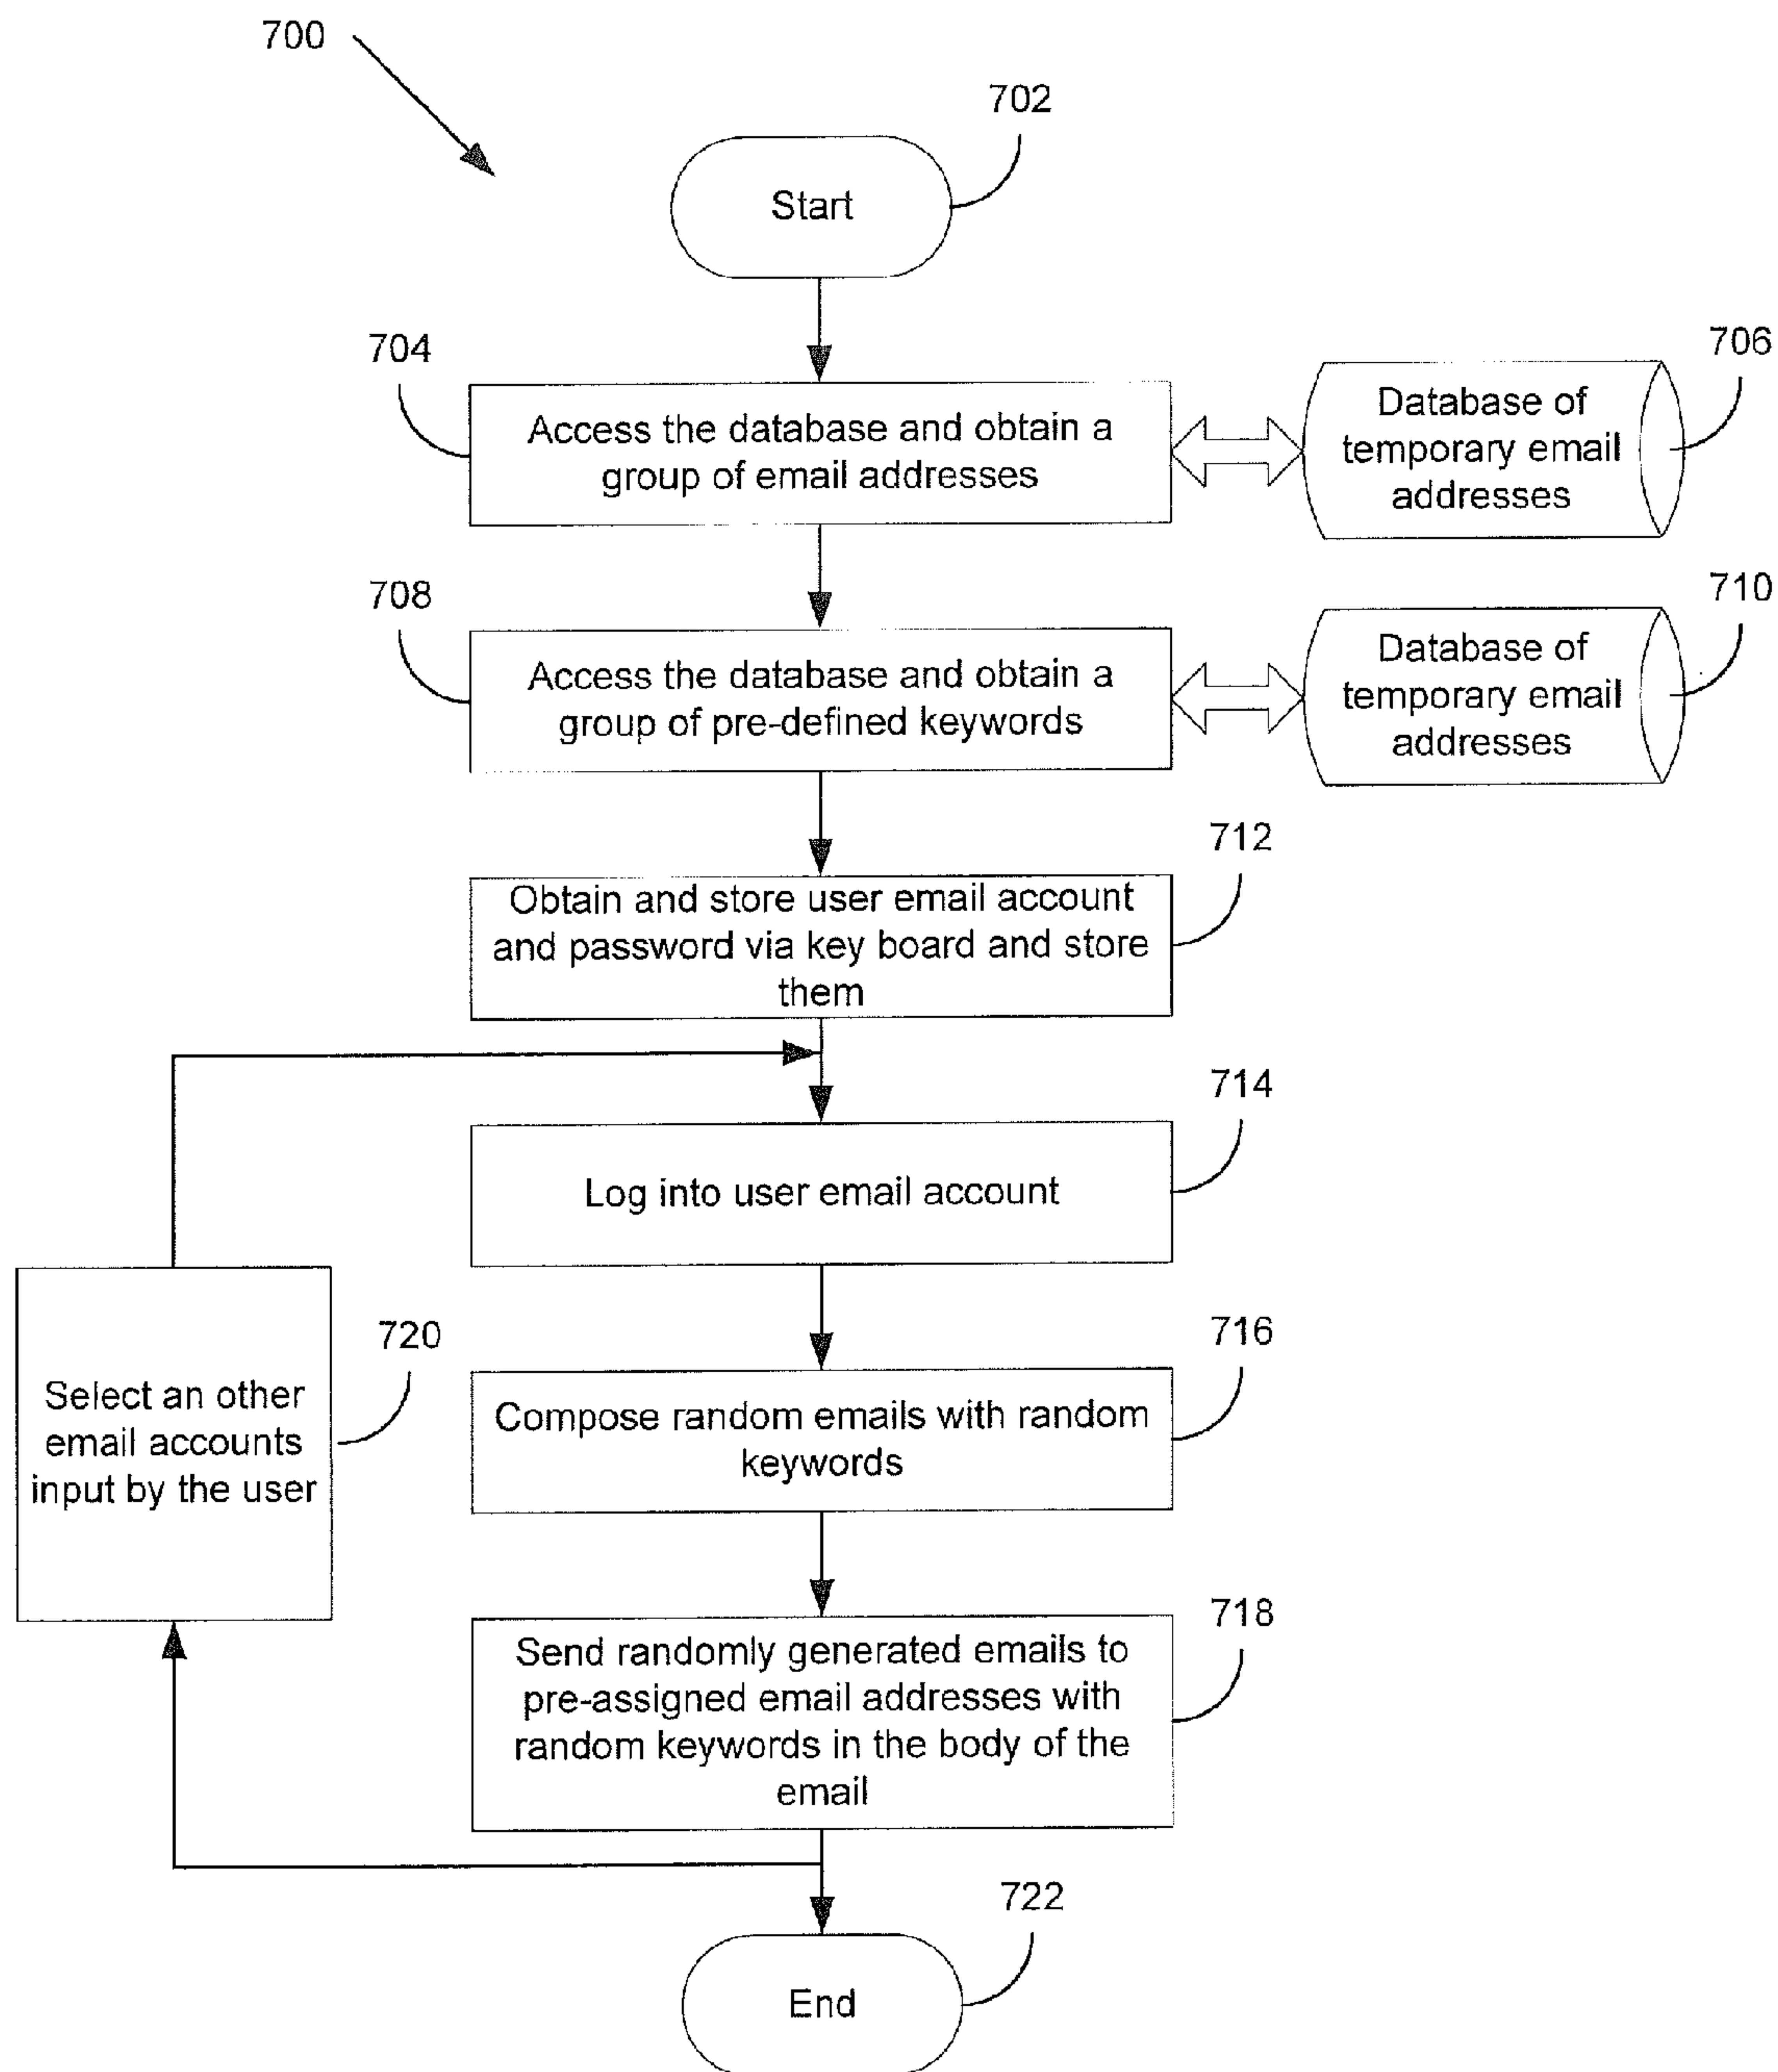 700
702
Start
704
Access the database and obtain a
group of email addresses
706
Database of
temporary email
addresses
708
Access the database and obtain a
group of pre-defined keywords
710
Database of
temporary email
addresses
712
Obtain and store user email account
and password via key board and store
them
714
Log into user email account
716
Compose random emails with random
keywords
720
Select an other
email accounts
input by the user
718
Send randomly generated emails to
pre-assigned email addresses with
random keywords in the body of the
email
722
End